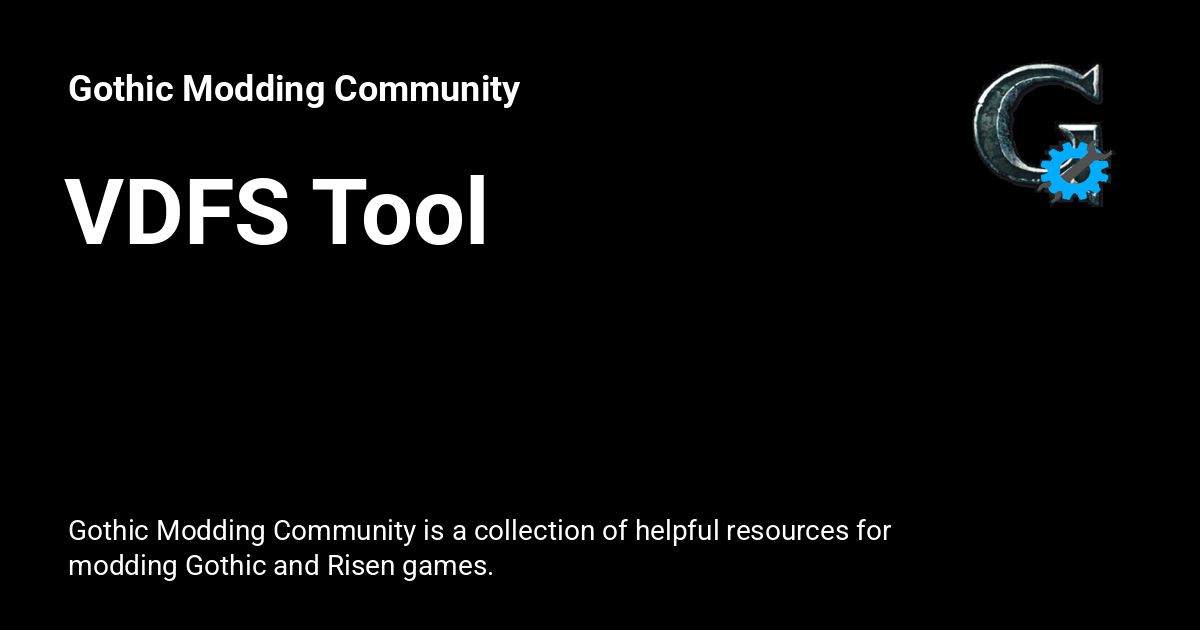 Gothic Modding Community
VDFS Tool
G
Gothic Modding Community is a collection of helpful resources for
modding Gothic and Risen games.